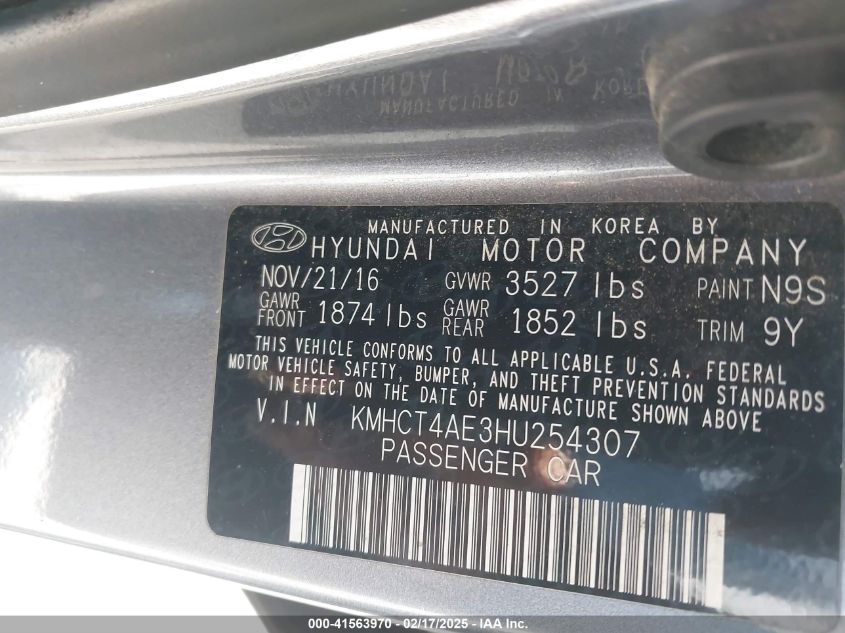 MANUFACTURED IN KOREA BY
HYUNDAI MOTOR COMPANY
NOV/21/16 GVWR 3527 lbs PAINT N9S
GAWR FRONT 1874 lbs GAWR REAR 1852 lbs TRIM 9Y
THIS VEHICLE CONFORMS TO ALL APPLICABLE U.S.A. FEDERAL
MOTOR VEHICLE SAFETY, BUMPER, AND THEFT PREVENTION STANDARDS
IN EFFECT ON THE DATE OF MANUFACTURE SHOWN ABOVE
V.I.N KMHCT4AE3HU254307
PASSENGER CAR
000-41563970 - 02/17/2025 - IAA Inc.